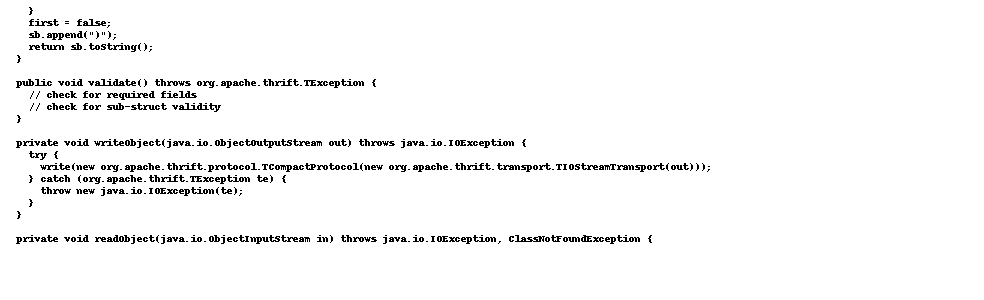 }
first = false;
sb.append(")");
return sb.toString();
}
public void validate() throws org.apache.thrift.TException {
// check for required fields
// check for sub-struct validity
}
private void writeObject(java.io.ObjectOutputStream out) throws java.io.IOException {
try {
write(new org.apache.thrift.protocol.TCompactProtocol(new org.apache.thrift.transport.TIOStreamTransport(out)));
} catch (org.apache.thrift.TException te) {
throw new java.io.IOException(te);
}
}
private void readObject(java.io.ObjectInputStream in) throws java.io.IOException, ClassNotFoundException {